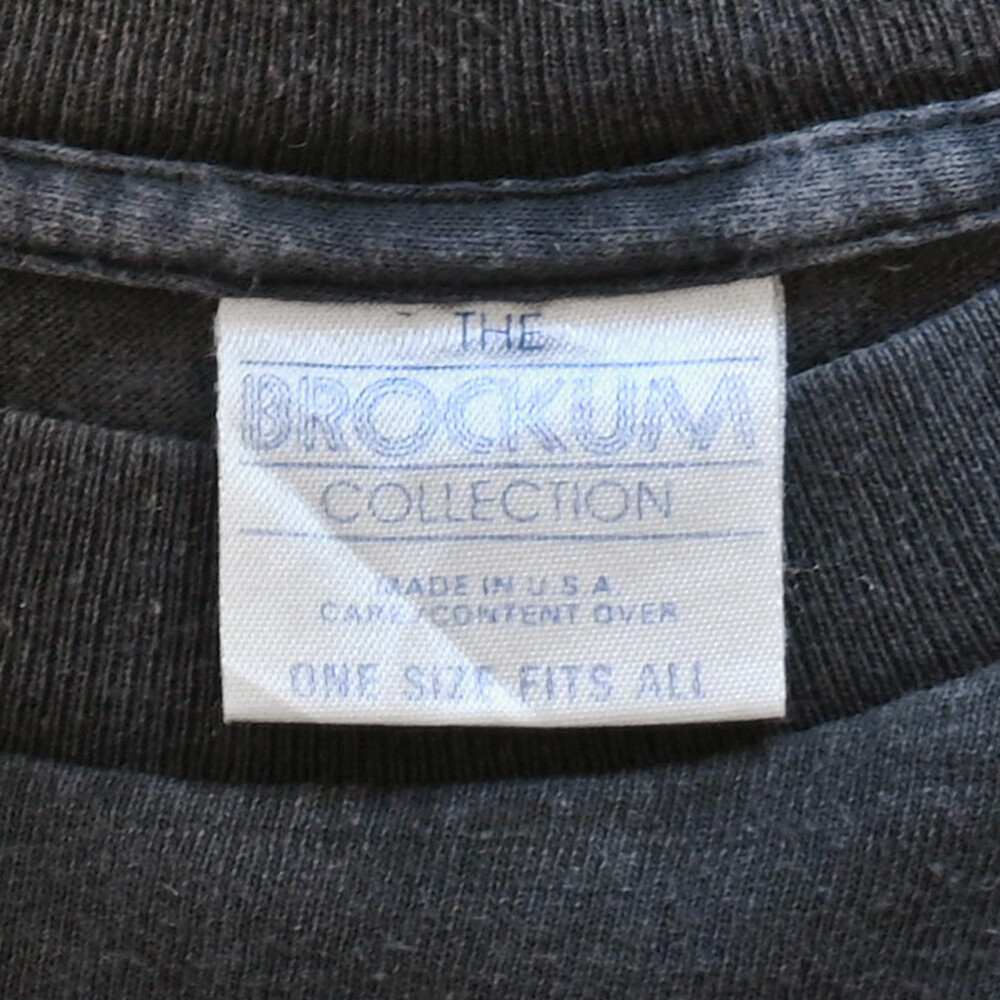 THE
BROCKUM
COLLECTION
MADE IN U.S.A.
CARE/CONTENT OVER
ONE SIZE FITS ALL